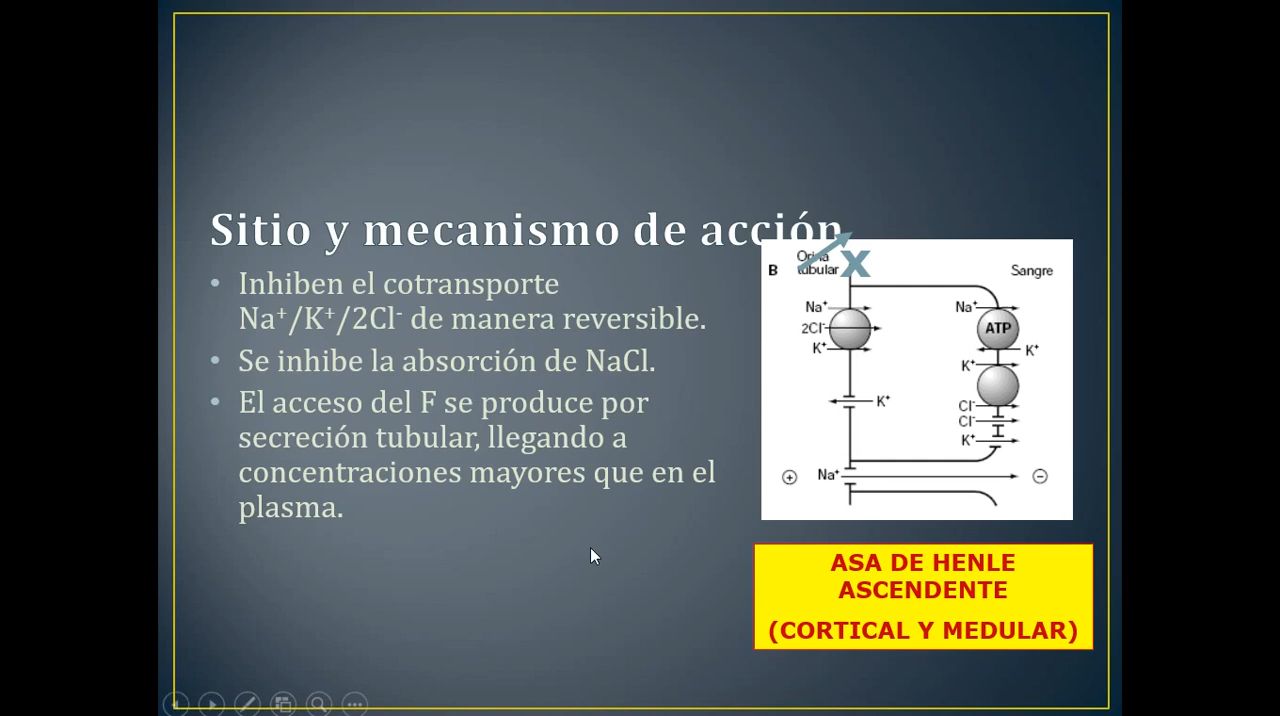 Sitio y mecanismo de acción
• Inhiben el cotransporte
Na⁺/K⁺/2Cl⁻ de manera reversible.
• Se inhibe la absorción de NaCl.
• El acceso del F se produce por
secreción tubular, llegando a
concentraciones mayores que en el
plasma.
B
Orina
tubular
X
Sangre
Na⁺
2Cl⁻
K⁺
K⁺
Na⁺
ATP
K⁺
K⁺
Cl⁻
Cl⁻
K⁺
+
Na⁺
−
ASA DE HENLE
ASCENDENTE
(CORTICAL Y MEDULAR)